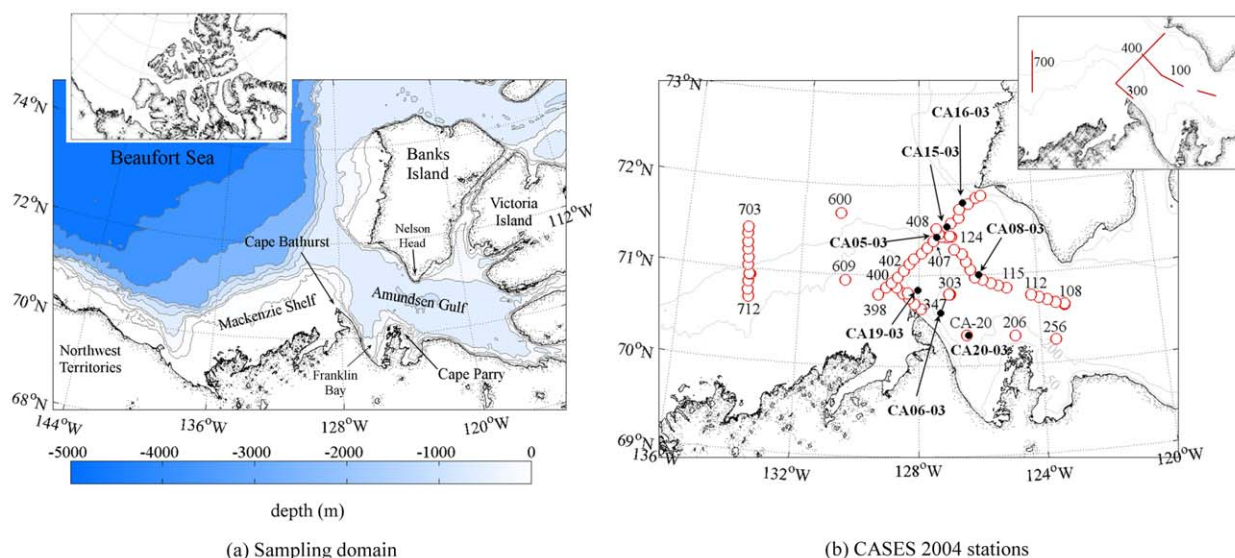 74°N
72°N
70°N
68°N
144°W
136°W
128°W
120°W
112°W
Beaufort Sea
Banks
Island
Victoria
Island
Nelson
Head
Cape Bathurst
Amundsen Gulf
Mackenzie Shelf
Northwest
Territories
Franklin
Bay
Cape Parry
-5000
-4000
-3000
-2000
-1000
0
depth (m)
(a) Sampling domain
73°N
72°N
71°N
70°N
69°N
136°W
132°W
128°W
124°W
120°W
700
400
100
300
CA16-03
CA15-03
CA05-03
CA08-03
CA19-03
CA06-03
CA20-03
CA-20
703
712
600
609
408
124
402
407
400
398
303
347
115
112
108
206
256
(b) CASES 2004 stations